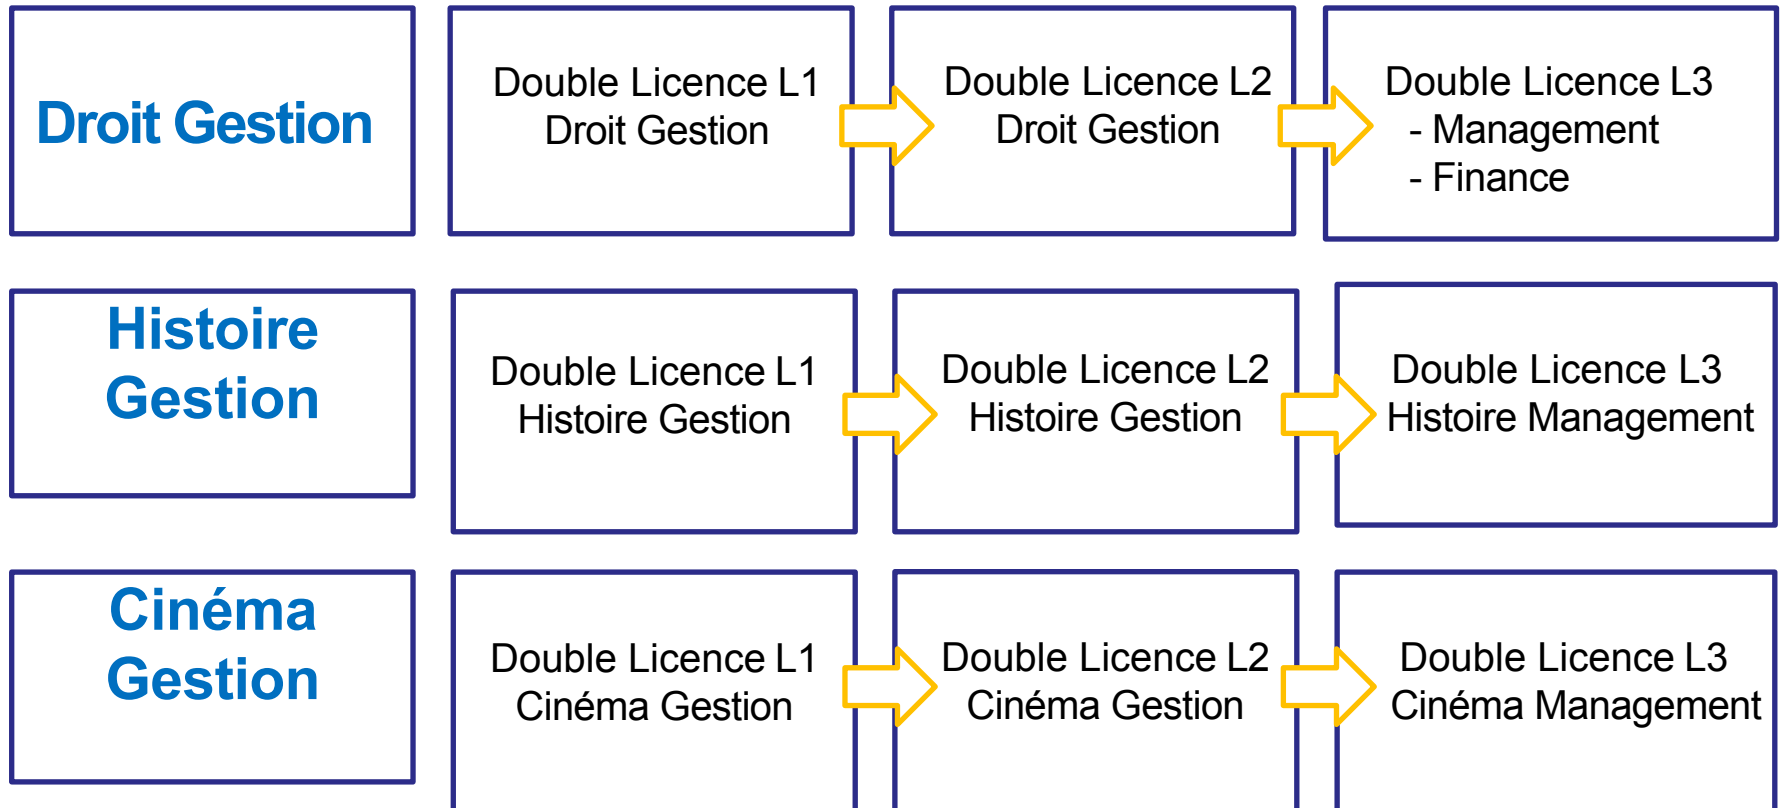 Droit Gestion
Double Licence L1
Droit Gestion
Double Licence L2
Droit Gestion
Double Licence L3
- Management
- Finance
Histoire
Gestion
Double Licence L1
Histoire Gestion
Double Licence L2
Histoire Gestion
Double Licence L3
Histoire Management
Cinéma
Gestion
Double Licence L1
Cinéma Gestion
Double Licence L2
Cinéma Gestion
Double Licence L3
Cinéma Management